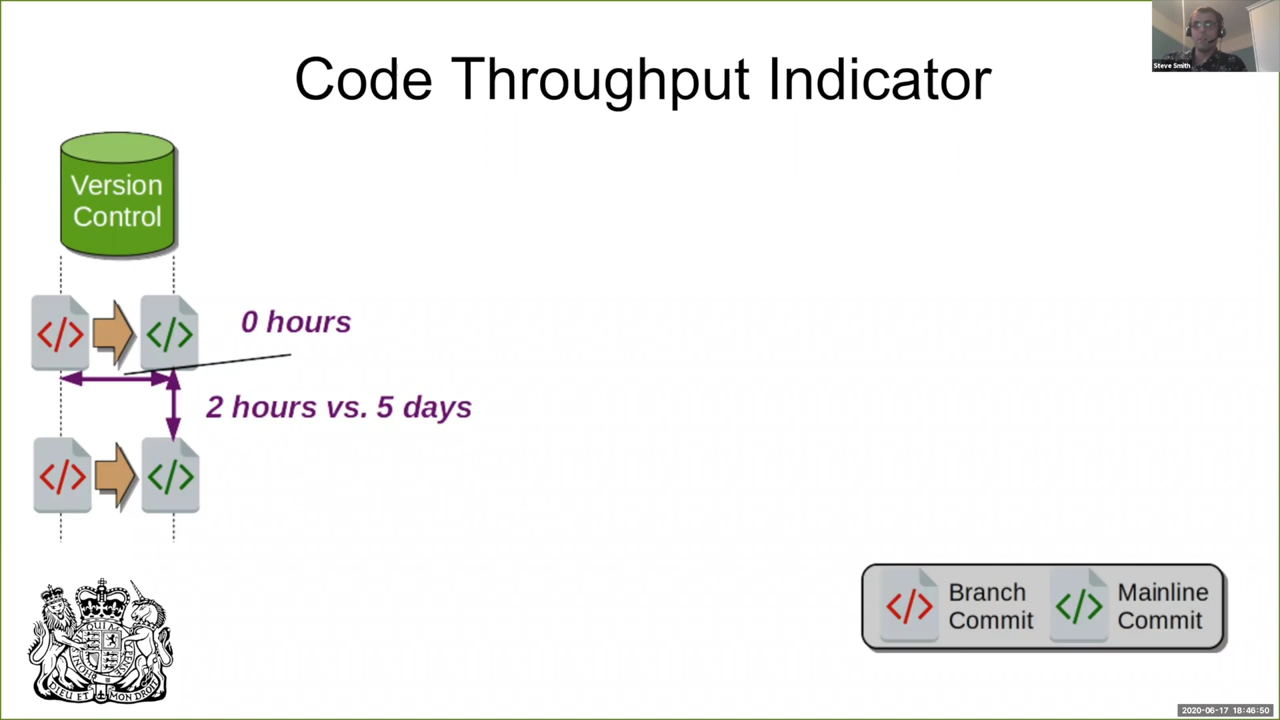 Code Throughput Indicator
Steve Smith
Version
Control
</>
</>
0 hours
2 hours vs. 5 days
</>
</>
</>
Branch
Commit
</>
Mainline
Commit
DIEU ET MON DROIT
2020-06-17 18:46:50